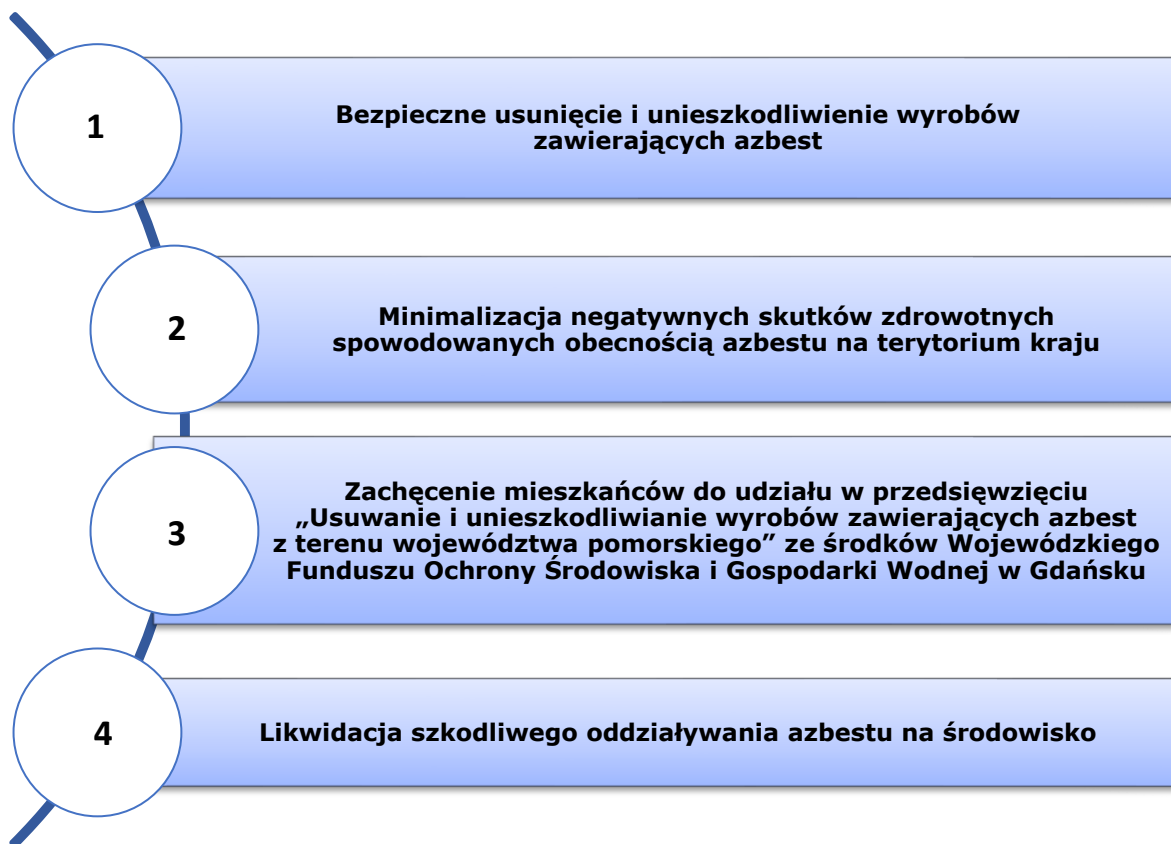 1
Bezpieczne usunięcie i unieszkodliwienie wyrobów
zawierających azbest
2
Minimalizacja negatywnych skutków zdrowotnych
spowodowanych obecnością azbestu na terytorium kraju
3
Zachęcenie mieszkańców do udziału w przedsięwzięciu
„Usuwanie i unieszkodliwianie wyrobów zawierających azbest
z terenu województwa pomorskiego” ze środków Wojewódzkiego
Funduszu Ochrony Środowiska i Gospodarki Wodnej w Gdańsku
4
Likwidacja szkodliwego oddziaływania azbestu na środowisko